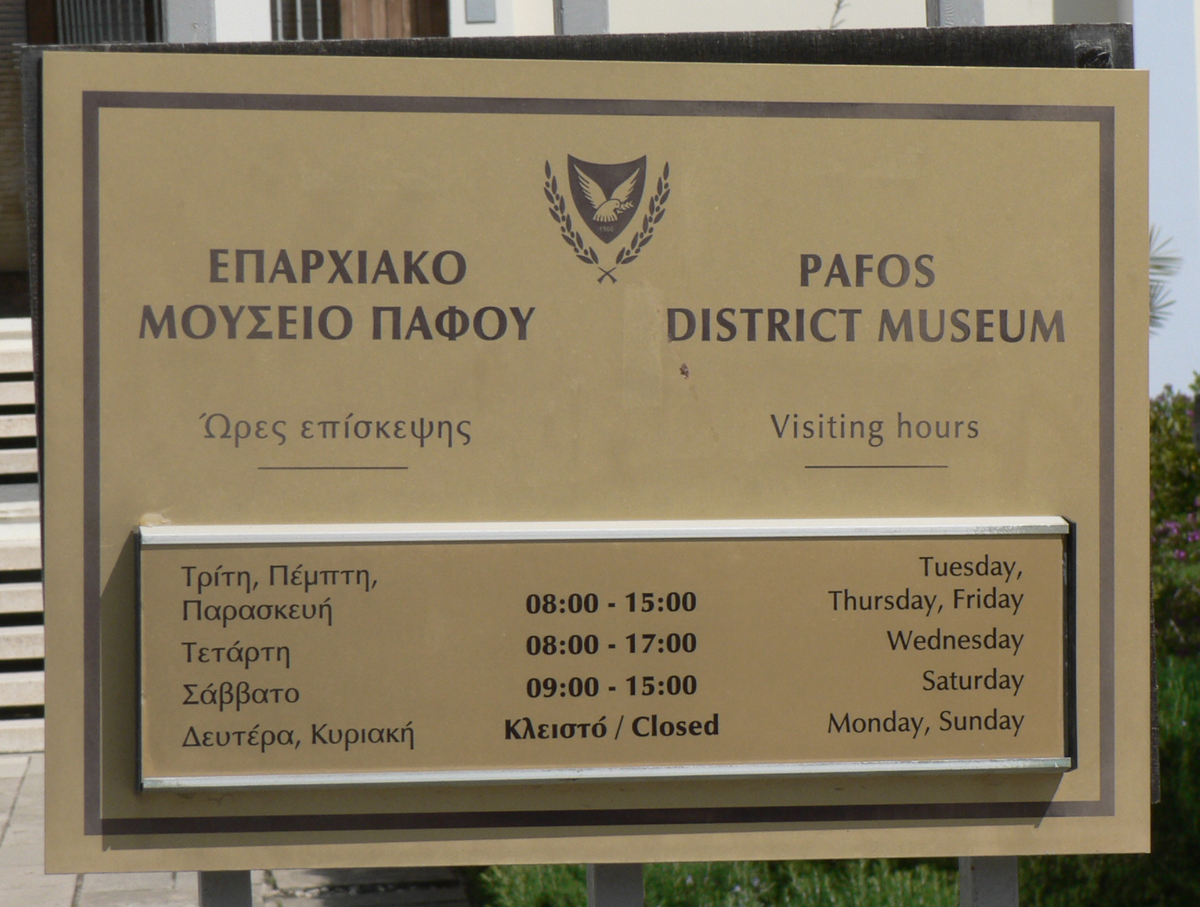 ΕΠΑΡΧΙΑΚΟ
ΜΟΥΣΕΙΟ ΠΑΦΟΥ
PAFOS
DISTRICT MUSEUM
Ώρες επίσκεψης
Visiting hours
Τρίτη, Πέμπτη,
Παρασκευή
08:00 - 15:00
Tuesday,
Thursday, Friday
Τετάρτη 08:00 - 17:00 Wednesday
Σάββατο 09:00 - 15:00 Saturday
Δευτέρα, Κυριακή Κλειστό / Closed Monday, Sunday